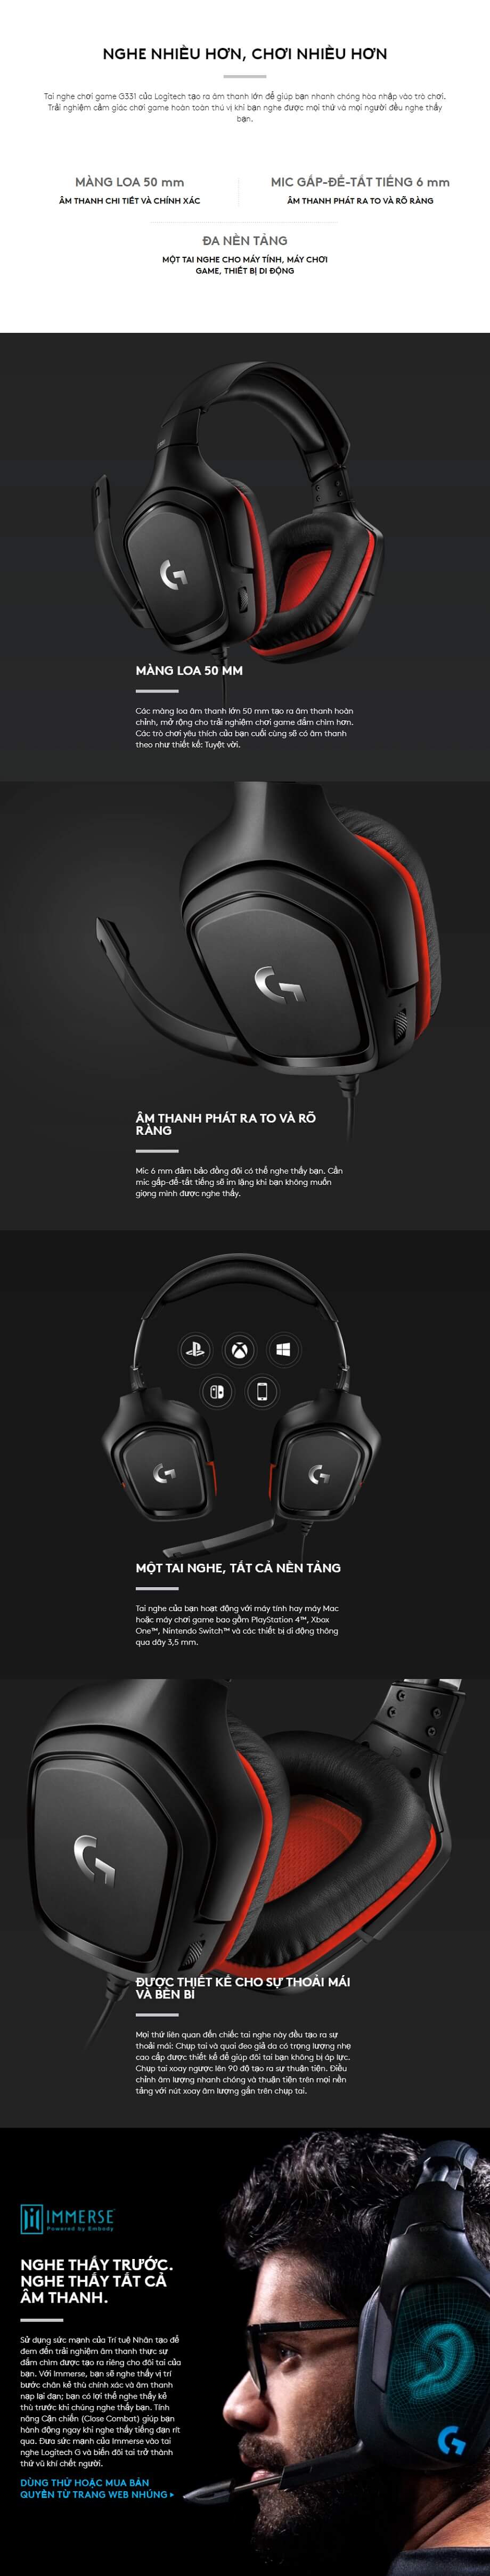 NGHE NHIỀU HƠN, CHƠI NHIỀU HƠN
Tai nghe chơi game G331 của Logitech tạo ra âm thanh lớn để giúp bạn nhanh chóng hòa nhập vào trò chơi.
Trải nghiệm cảm giác chơi game hoàn toàn thú vị khi bạn nghe được mọi thứ và mọi người đều nghe thấy
bạn.
MÀNG LOA 50 mm
ÂM THANH CHI TIẾT VÀ CHÍNH XÁC
MIC GẤP-ĐỂ-TẮT TIẾNG 6 mm
ÂM THANH PHÁT RA TO VÀ RÕ RÀNG
ĐA NỀN TẢNG
MỘT TAI NGHE CHO MÁY TÍNH, MÁY CHƠI
GAME, THIẾT BỊ DI ĐỘNG
MÀNG LOA 50 MM
Các màng loa âm thanh lớn 50 mm tạo ra âm thanh hoàn
chỉnh, mở rộng cho trải nghiệm chơi game đắm chìm hơn.
Các trò chơi yêu thích của bạn cuối cùng sẽ có âm thanh
theo như thiết kế: Tuyệt vời.
ÂM THANH PHÁT RA TO VÀ RÕ
RÀNG
Mic 6 mm đảm bảo đồng đội có thể nghe thấy bạn. Cần
mic gấp-để-tắt tiếng sẽ im lặng khi bạn không muốn
giọng mình được nghe thấy.
MỘT TAI NGHE, TẤT CẢ NỀN TẢNG
Tai nghe của bạn hoạt động với máy tính hay máy Mac
hoặc máy chơi game bao gồm PlayStation 4™, Xbox
One™, Nintendo Switch™ và các thiết bị di động thông
qua dây 3,5 mm.
ĐƯỢC THIẾT KẾ CHO SỰ THOẢI MÁI
VÀ BỀN BỈ
Mọi thứ liên quan đến chiếc tai nghe này đều tạo ra sự
thoải mái: Chụp tai và quai đeo giả da có trọng lượng nhẹ
cao cấp được thiết kế để giúp đôi tai bạn không bị áp lực.
Chụp tai xoay ngược lên 90 độ tạo ra sự thuận tiện. Điều
chỉnh âm lượng nhanh chóng và thuận tiện trên mọi nền
tảng với nút xoay âm lượng gắn trên chụp tai.
IMMERSE
Powered by Embody
NGHE THẤY TRƯỚC.
NGHE THẤY TẤT CẢ
ÂM THANH.
Sử dụng sức mạnh của Trí tuệ Nhân tạo để
đem đến trải nghiệm âm thanh thực sự
đắm chìm được tạo ra riêng cho đôi tai của
bạn. Với Immerse, bạn sẽ nghe thấy vị trí
bước chân kẻ thù chính xác và âm thanh
nạp lại đạn; bạn có lợi thế nghe thấy kẻ
thù trước khi chúng nghe thấy bạn. Tính
năng Cận chiến (Close Combat) giúp bạn
hành động ngay khi nghe thấy tiếng đạn rít
qua. Đưa sức mạnh của Immerse vào tai
nghe Logitech G và biến đôi tai trở thành
thứ vũ khí chết người.
DÙNG THỬ HOẶC MUA BẢN
QUYỀN TỪ TRANG WEB NHÚNG ▸